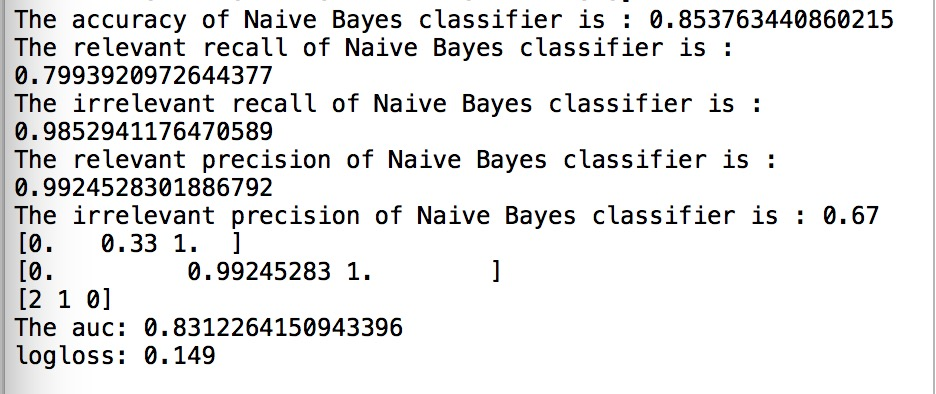 The accuracy of Naive Bayes classifier is : 0.853763440860215
The relevant recall of Naive Bayes classifier is :
0.7993920972644377
The irrelevant recall of Naive Bayes classifier is :
0.9852941176470589
The relevant precision of Naive Bayes classifier is :
0.9924528301886792
The irrelevant precision of Naive Bayes classifier is : 0.67
[0.   0.33 1.  ]
[0.         0.99245283 1.        ]
[2 1 0]
The auc: 0.8312264150943396
logloss: 0.149